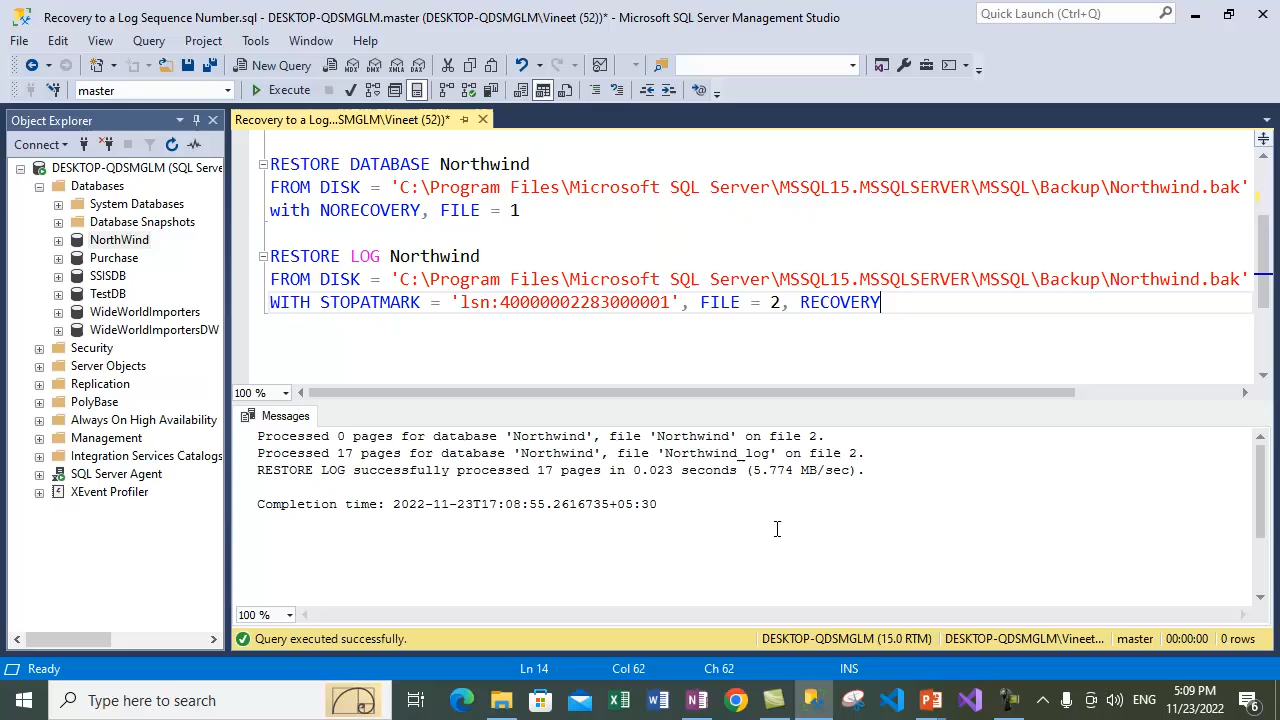 Recovery to a Log Sequence Number.sql - DESKTOP-QDSMGLM.master (DESKTOP-QDSMGLM\Vineet (52))* - Microsoft SQL Server Management Studio
Quick Launch (Ctrl+Q)
File Edit View Query Project Tools Window Help
New Query MDX DMX XMLA DAX
master Execute
Object Explorer
Recovery to a Log...SMGLM\Vineet (52))*
Connect
DESKTOP-QDSMGLM (SQL Serve
Databases
System Databases
Database Snapshots
NorthWind
Purchase
SSISDB
TestDB
WideWorldImporters
WideWorldImportersDW
Security
Server Objects
Replication
PolyBase
Always On High Availability
Management
Integration Services Catalogs
SQL Server Agent
XEvent Profiler
RESTORE DATABASE Northwind
FROM DISK = 'C:\Program Files\Microsoft SQL Server\MSSQL15.MSSQLSERVER\MSSQL\Backup\Northwind.bak'
with NORECOVERY, FILE = 1
RESTORE LOG Northwind
FROM DISK = 'C:\Program Files\Microsoft SQL Server\MSSQL15.MSSQLSERVER\MSSQL\Backup\Northwind.bak'
WITH STOPATMARK = 'lsn:40000002283000001', FILE = 2, RECOVERY
100 %
Messages
Processed 0 pages for database 'Northwind', file 'Northwind' on file 2.
Processed 17 pages for database 'Northwind', file 'Northwind_log' on file 2.
RESTORE LOG successfully processed 17 pages in 0.023 seconds (5.774 MB/sec).
Completion time: 2022-11-23T17:08:55.2616735+05:30
100 %
Query executed successfully. DESKTOP-QDSMGLM (15.0 RTM) DESKTOP-QDSMGLM\Vineet... master 00:00:00 0 rows
Ready Ln 14 Col 62 Ch 62 INS
Type here to search
ENG
5:09 PM
11/23/2022
6